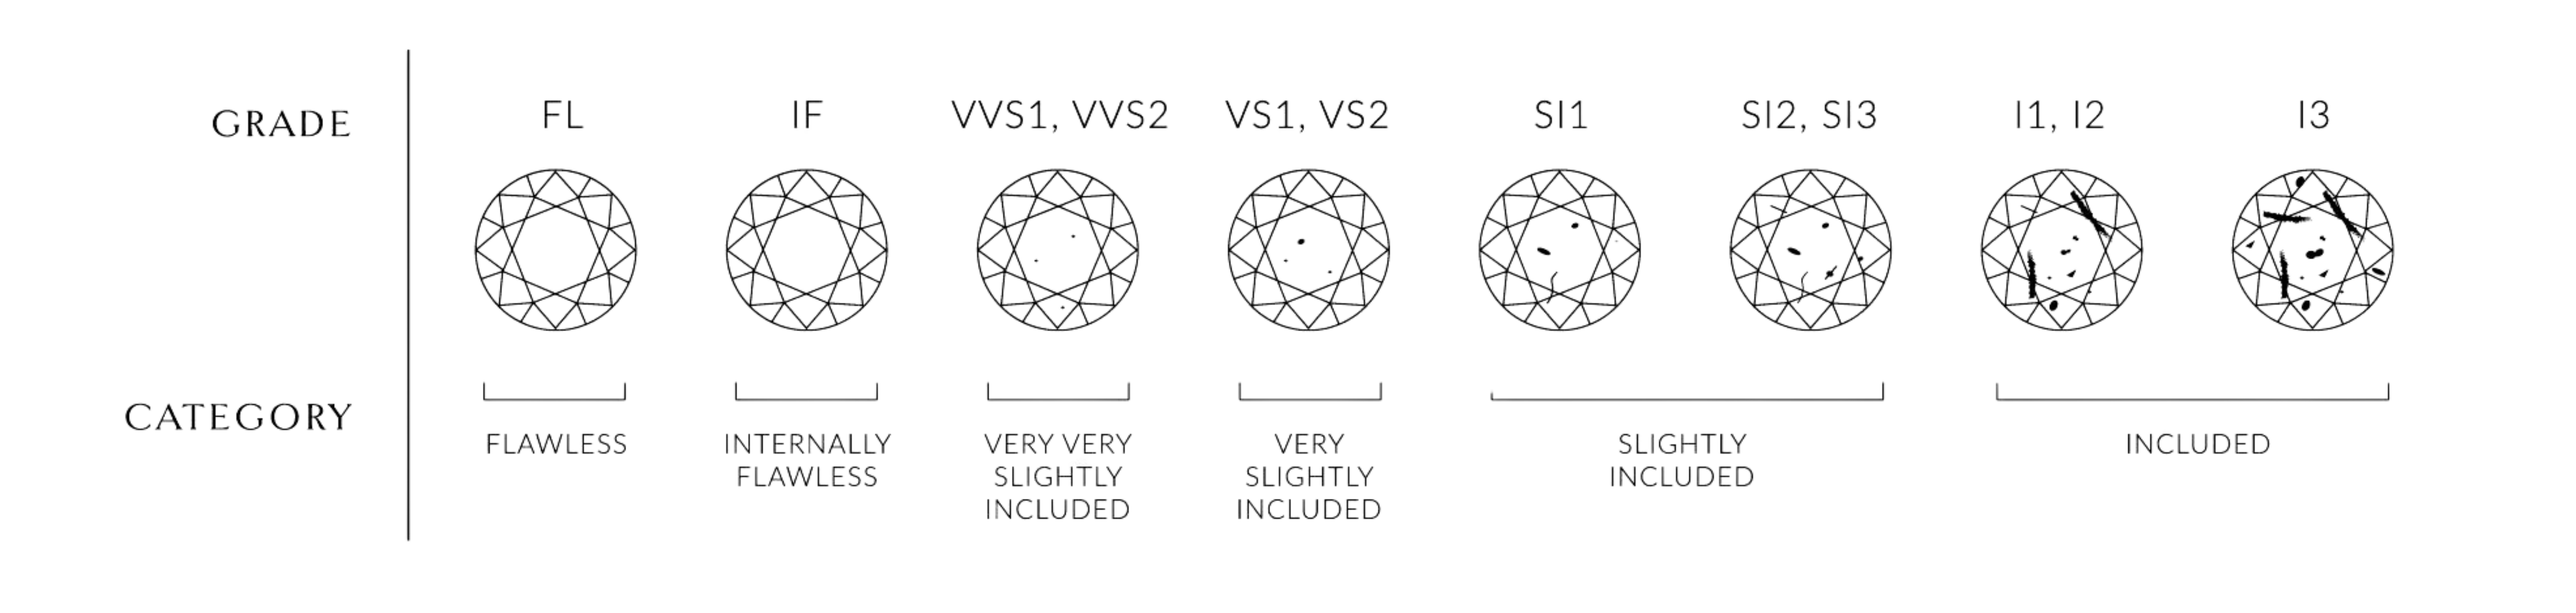 GRADE
FL
IF
VVS1, VVS2
VS1, VS2
SI1
SI2, SI3
I1, I2
I3
CATEGORY
FLAWLESS
INTERNALLY
FLAWLESS
VERY VERY
SLIGHTLY
INCLUDED
VERY
SLIGHTLY
INCLUDED
SLIGHTLY
INCLUDED
INCLUDED